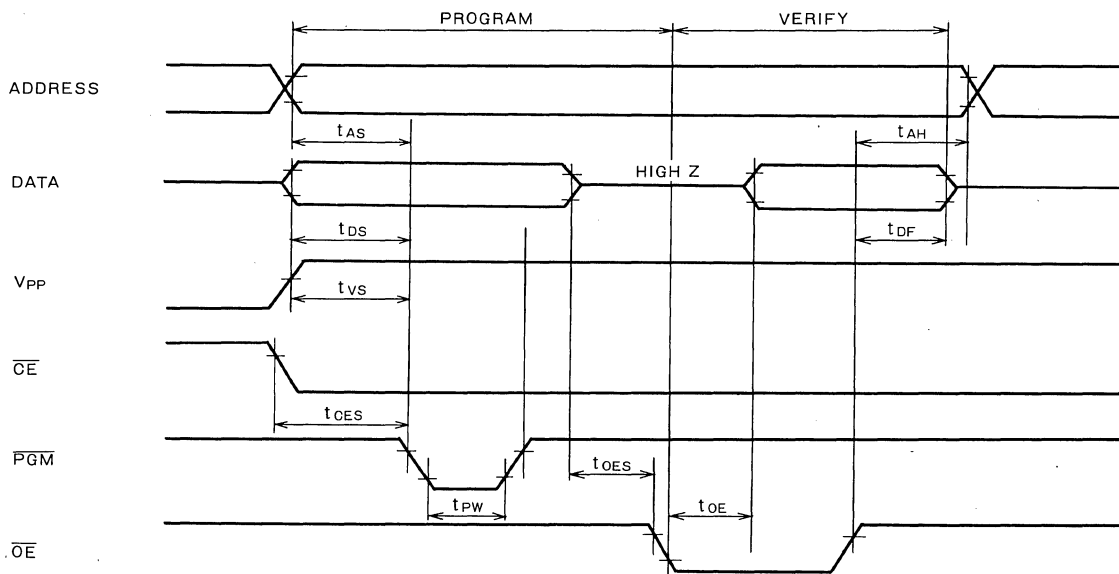 PROGRAM VERIFY
ADDRESS
tAS tAH
DATA HIGH Z
tDS tDF
VPP
tVS
CE
tCES
PGM
tOES
tPW tOE
OE